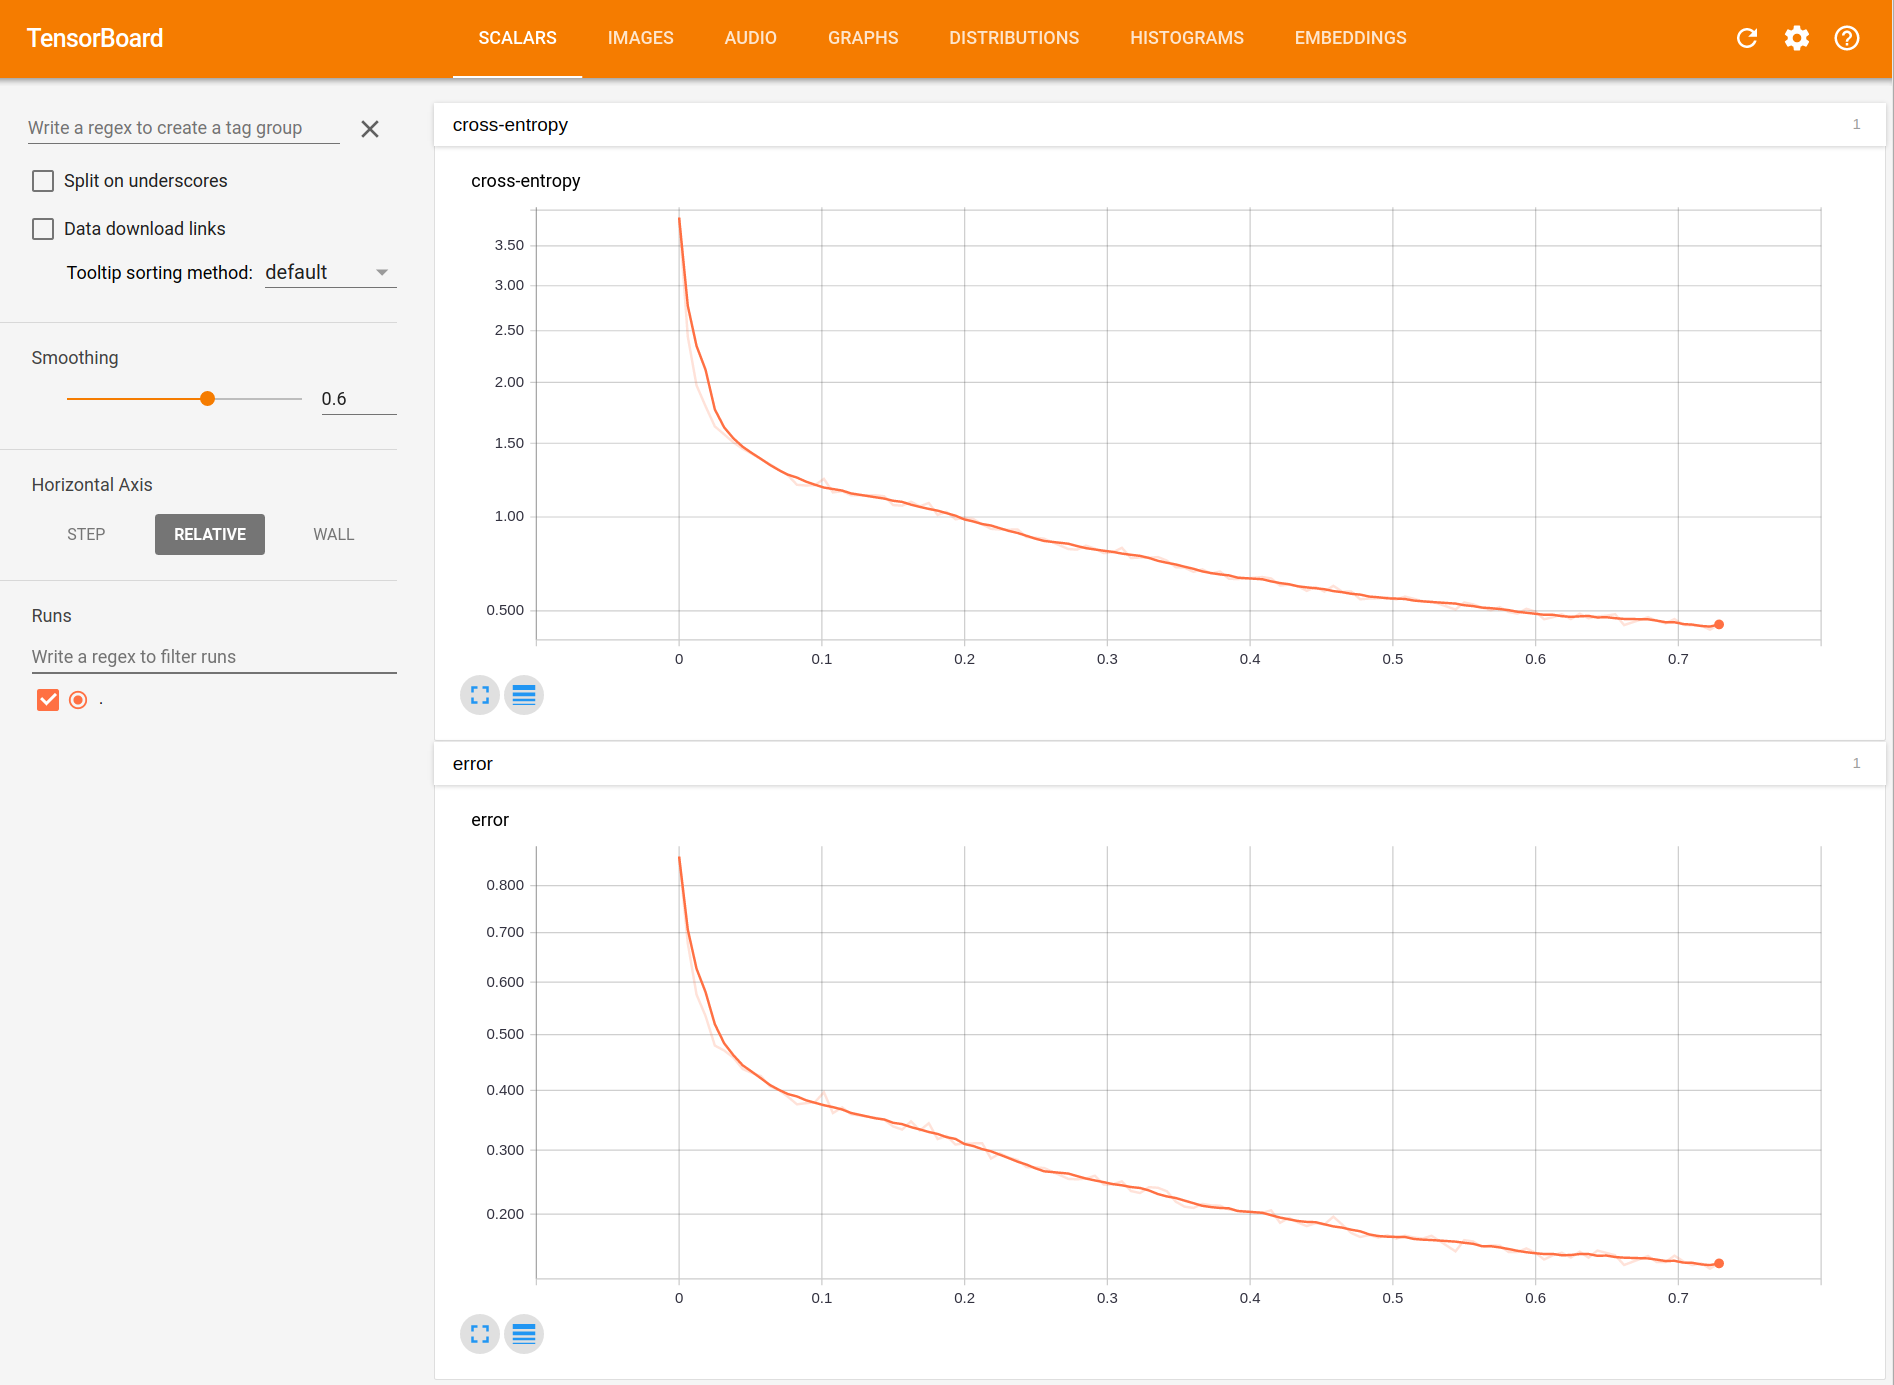 TensorBoard
SCALARS IMAGES AUDIO GRAPHS DISTRIBUTIONS HISTOGRAMS EMBEDDINGS
Write a regex to create a tag group
Split on underscores
Data download links
Tooltip sorting method: default
Smoothing
0.6
Horizontal Axis
STEP RELATIVE WALL
Runs
Write a regex to filter runs
.
cross-entropy 1
cross-entropy
3.50
3.00
2.50
2.00
1.50
1.00
0.500
0 0.1 0.2 0.3 0.4 0.5 0.6 0.7
error 1
error
0.800
0.700
0.600
0.500
0.400
0.300
0.200
0 0.1 0.2 0.3 0.4 0.5 0.6 0.7